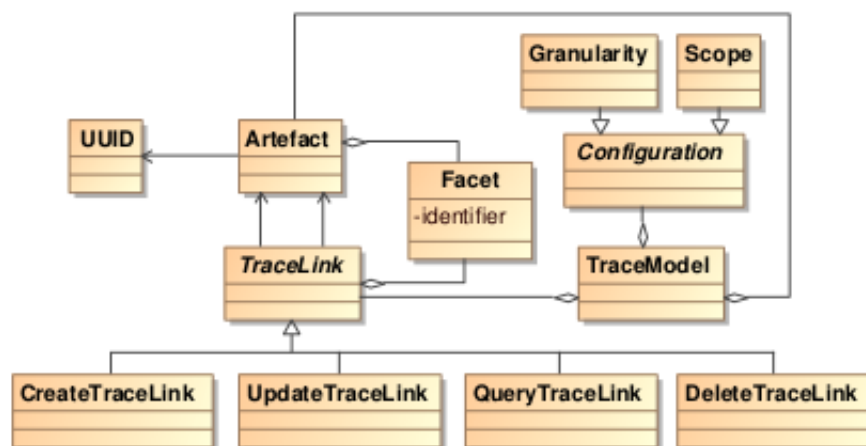 Granularity
Scope
UUID
Artefact
Configuration
Facet
-identifier
TraceLink
TraceModel
CreateTraceLink
UpdateTraceLink
QueryTraceLink
DeleteTraceLink